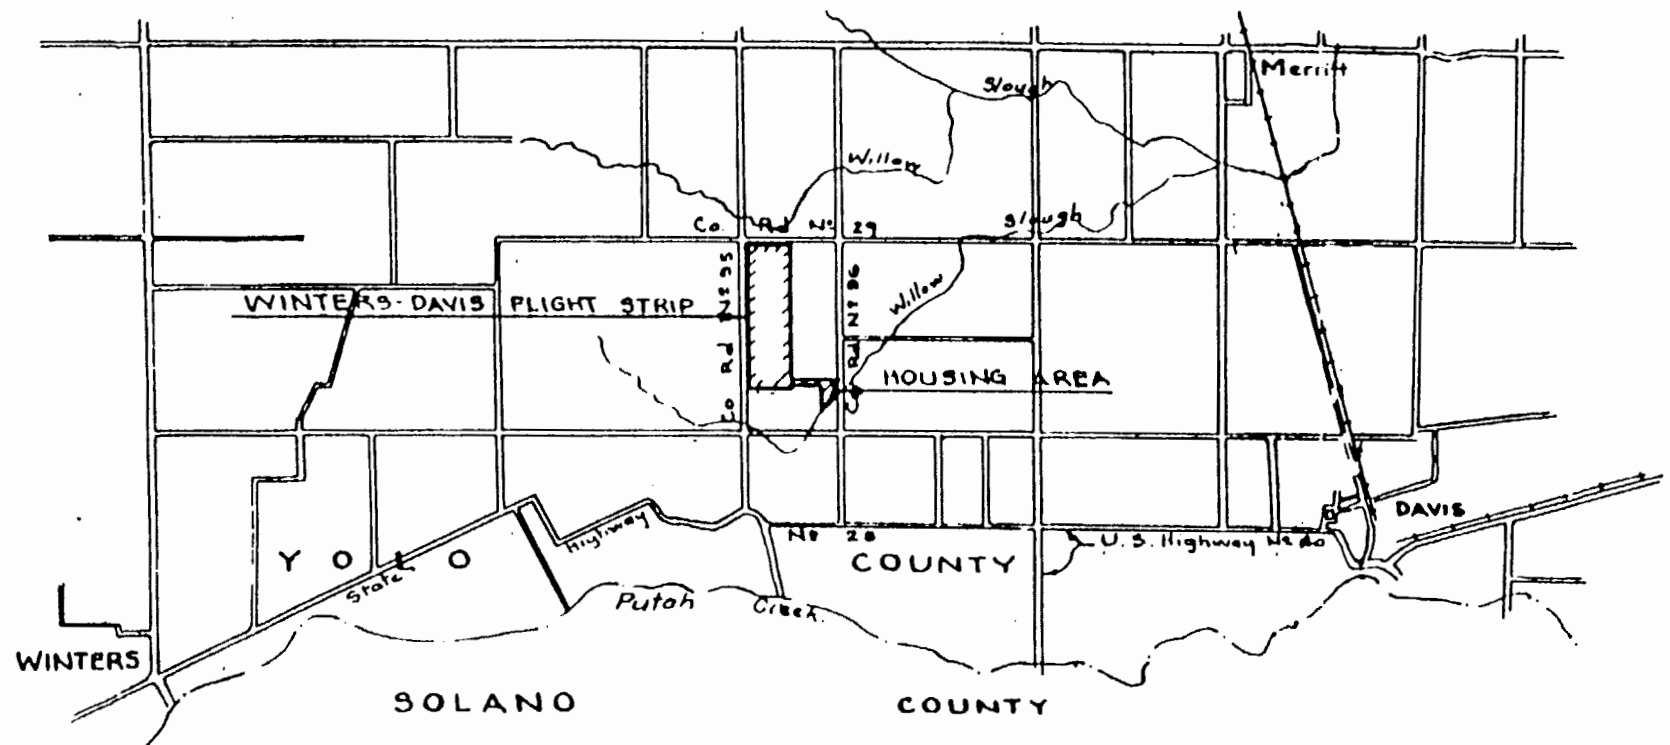 Merritt
Slough
Willow
Slough
Co. Rd Nº 29
Co Rd Nº 95
Rd Nº 96
Willow
WINTERS-DAVIS FLIGHT STRIP
HOUSING AREA
DAVIS
Highway
Nº 28
U.S. Highway Nº 40
YOLO COUNTY
State
Putah Creek
WINTERS
SOLANO COUNTY